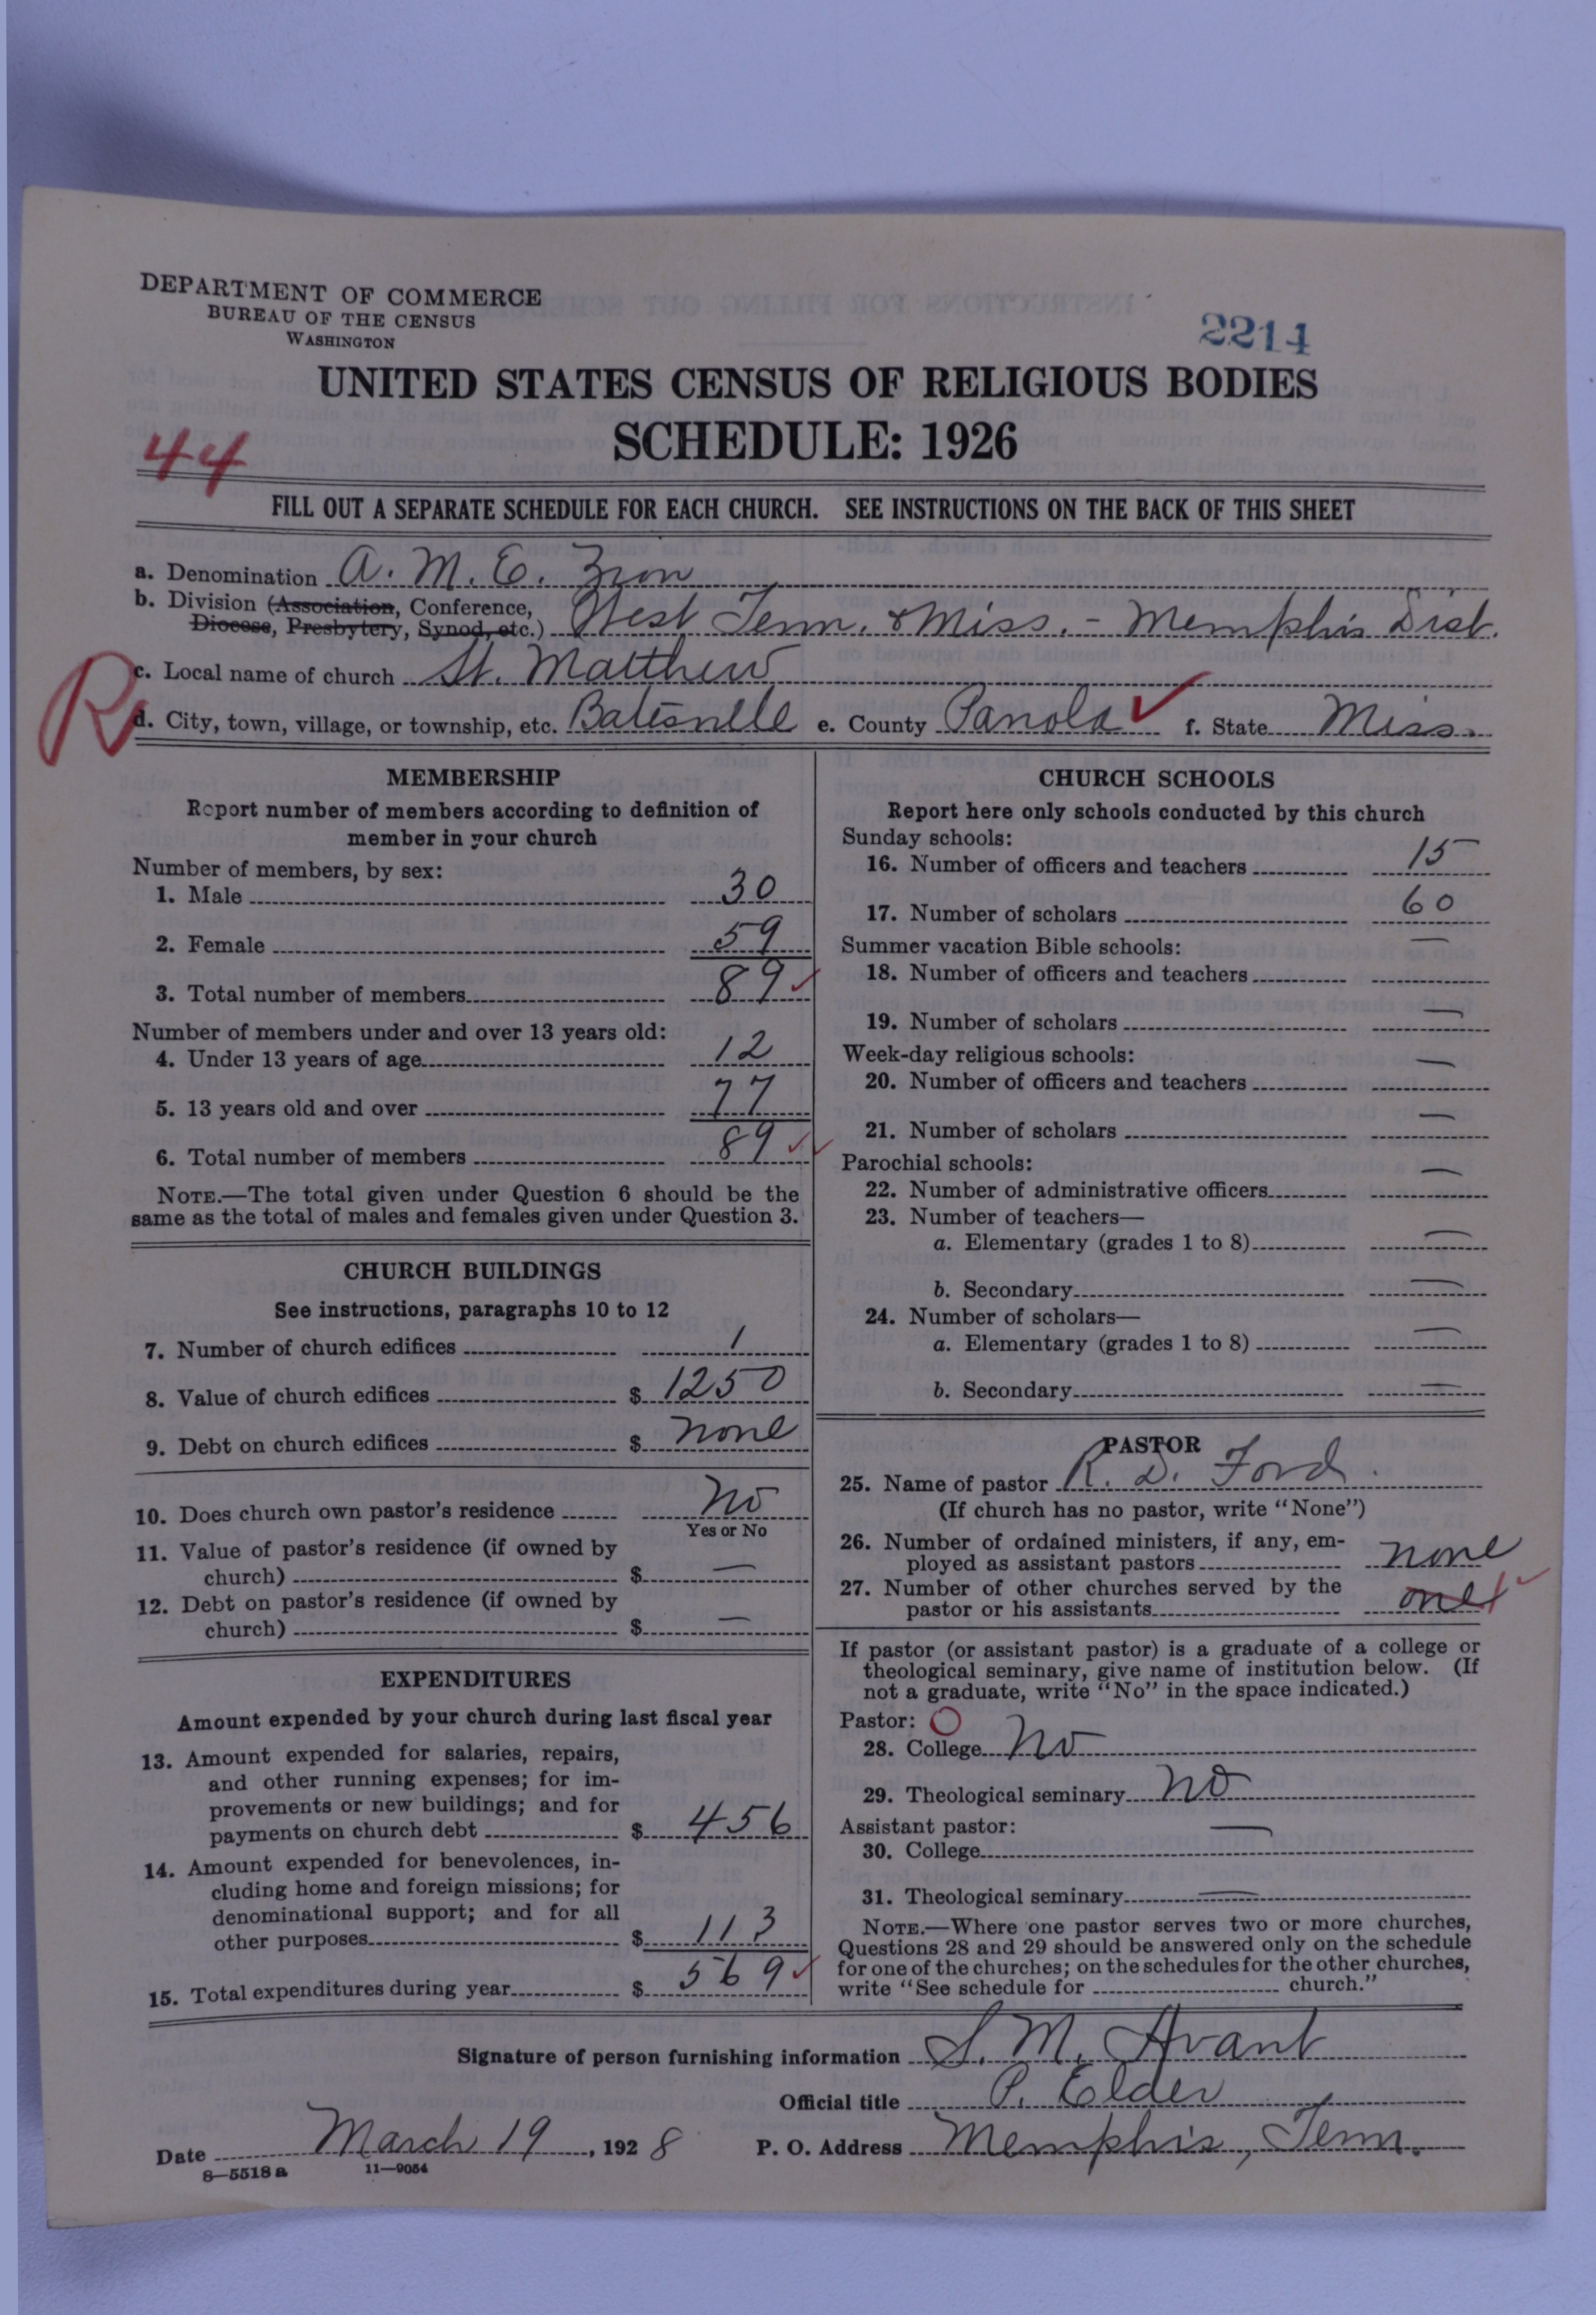 DEPARTMENT OF COMMERCE
BUREAU OF THE CENSUS
WASHINGTON
2214
UNITED STATES CENSUS OF RELIGIOUS BODIES
SCHEDULE: 1926
44
FILL OUT A SEPARATE SCHEDULE FOR EACH CHURCH. SEE INSTRUCTIONS ON THE BACK OF THIS SHEET
a. Denomination A. M. E. Zion
b. Division (Association, Conference,
Diocese, Presbytery, Synod, etc.) West Tenn. & Miss. - Memphis Dist.
c. Local name of church St. Matthew
R
d. City, town, village, or township, etc. Batesville e. County Panola ✓ f. State Miss.
MEMBERSHIP
Report number of members according to definition of
member in your church
Number of members, by sex:
1. Male 30
2. Female 59
3. Total number of members 89 ✓
Number of members under and over 13 years old:
4. Under 13 years of age 12
5. 13 years old and over 77
6. Total number of members 89 ✓✓
NOTE.—The total given under Question 6 should be the
same as the total of males and females given under Question 3.
CHURCH BUILDINGS
See instructions, paragraphs 10 to 12
7. Number of church edifices 1
8. Value of church edifices $ 1250
9. Debt on church edifices $ none
10. Does church own pastor's residence No
Yes or No
11. Value of pastor's residence (if owned by
church) $ —
12. Debt on pastor's residence (if owned by
church) $ —
EXPENDITURES
Amount expended by your church during last fiscal year
13. Amount expended for salaries, repairs,
and other running expenses; for im-
provements or new buildings; and for
payments on church debt $ 456
14. Amount expended for benevolences, in-
cluding home and foreign missions; for
denominational support; and for all
other purposes $ 113
15. Total expenditures during year $ 569 ✓
CHURCH SCHOOLS
Report here only schools conducted by this church
Sunday schools:
16. Number of officers and teachers 15
17. Number of scholars 60
Summer vacation Bible schools:
18. Number of officers and teachers —
19. Number of scholars —
Week-day religious schools:
20. Number of officers and teachers —
21. Number of scholars —
Parochial schools:
22. Number of administrative officers —
23. Number of teachers—
a. Elementary (grades 1 to 8) —
b. Secondary —
24. Number of scholars—
a. Elementary (grades 1 to 8) —
b. Secondary —
PASTOR
25. Name of pastor R. D. Ford.
(If church has no pastor, write "None")
26. Number of ordained ministers, if any, em-
ployed as assistant pastors none
27. Number of other churches served by the
pastor or his assistants one 1 ✓
If pastor (or assistant pastor) is a graduate of a college or
theological seminary, give name of institution below. (If
not a graduate, write "No" in the space indicated.)
Pastor: O
28. College No
29. Theological seminary No
Assistant pastor:
30. College —
31. Theological seminary —
NOTE.—Where one pastor serves two or more churches,
Questions 28 and 29 should be answered only on the schedule
for one of the churches; on the schedules for the other churches,
write "See schedule for church."
Signature of person furnishing information S. M. Avant
Official title P. Elder
Date March 19, 1928 P. O. Address Memphis, Tenn.
8—5518a 11—9054